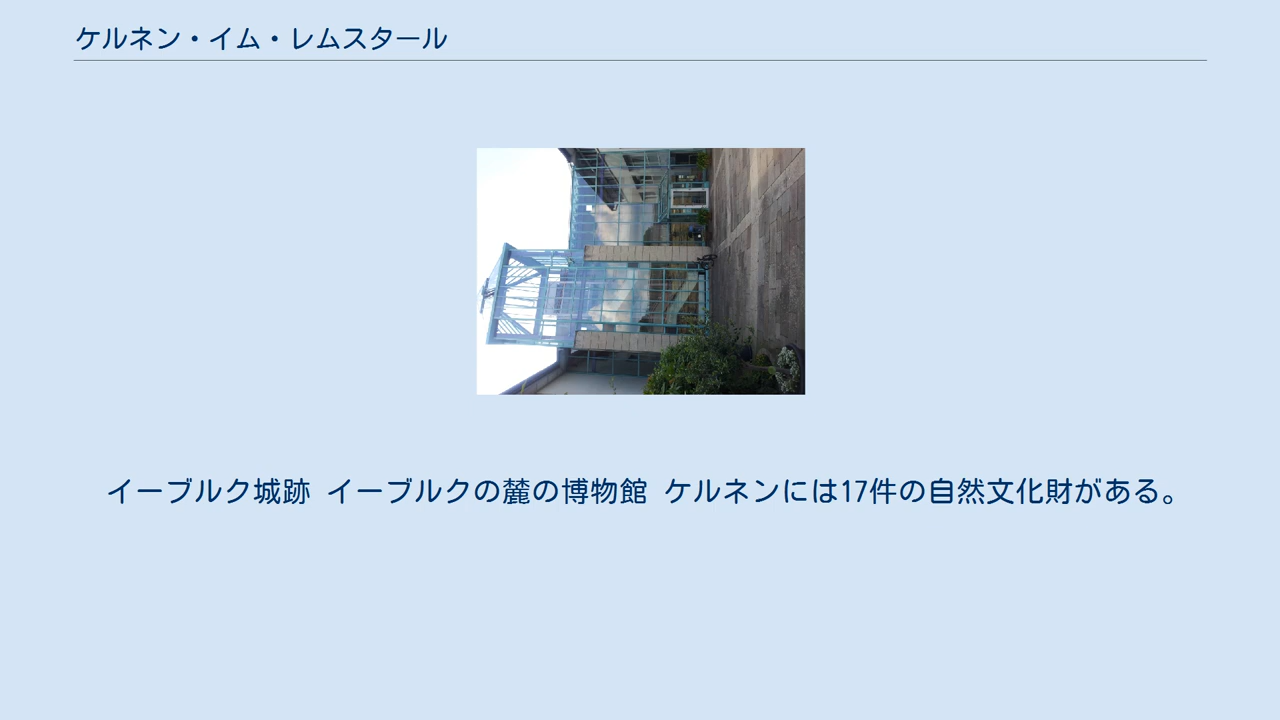 ケルネン・イム・レムスタール
イーブルク城跡 イーブルクの麓の博物館 ケルネンには17件の自然文化財がある。